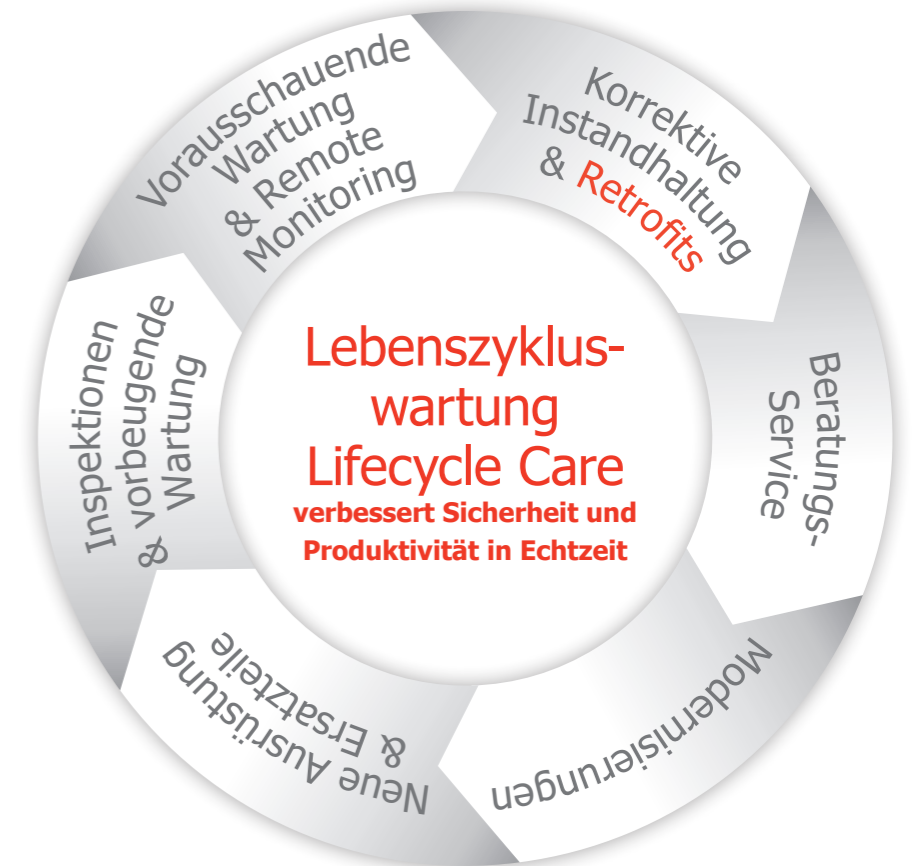 Vorausschauende
Wartung
& Remote
Monitoring
Korrektive
Instandhaltung
& Retrofits
Beratungs-
Service
Modernisierungen
Neue Ausrüstung
& Ersatzteile
Inspektionen
& vorbeugende
Wartung
Lebenszyklus-
wartung
Lifecycle Care
verbessert Sicherheit und
Produktivität in Echtzeit